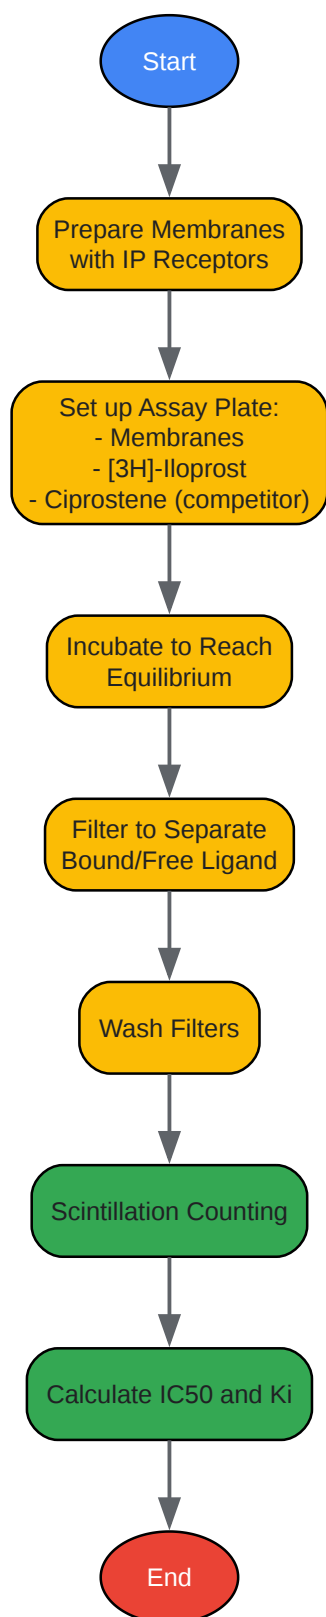 Start
Prepare Membranes
with IP Receptors
Set up Assay Plate:
- Membranes
- [3H]-Iloprost
- Ciprostene (competitor)
Incubate to Reach
Equilibrium
Filter to Separate
Bound/Free Ligand
Wash Filters
Scintillation Counting
Calculate IC50 and Ki
End